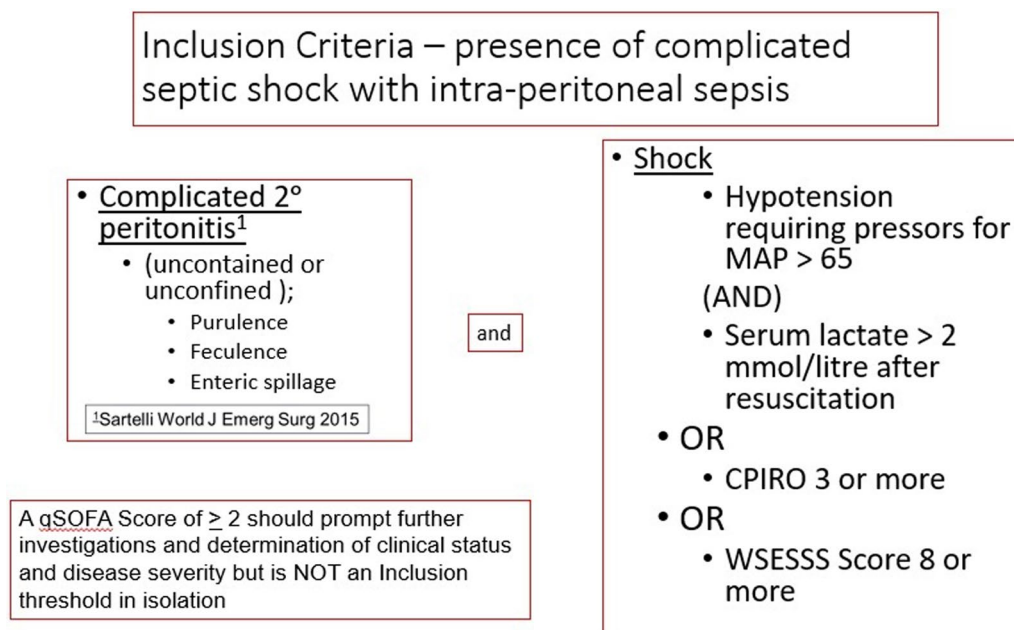 Inclusion Criteria – presence of complicated
septic shock with intra-peritoneal sepsis
• Complicated 2°
peritonitis¹
• (uncontained or
unconfined );
• Purulence
• Feculence
• Enteric spillage
¹Sartelli World J Emerg Surg 2015
and
• Shock
• Hypotension
requiring pressors for
MAP > 65
(AND)
• Serum lactate > 2
mmol/litre after
resuscitation
• OR
• CPIRO 3 or more
• OR
• WSESSS Score 8 or
more
A qSOFA Score of ≥ 2 should prompt further
investigations and determination of clinical status
and disease severity but is NOT an Inclusion
threshold in isolation